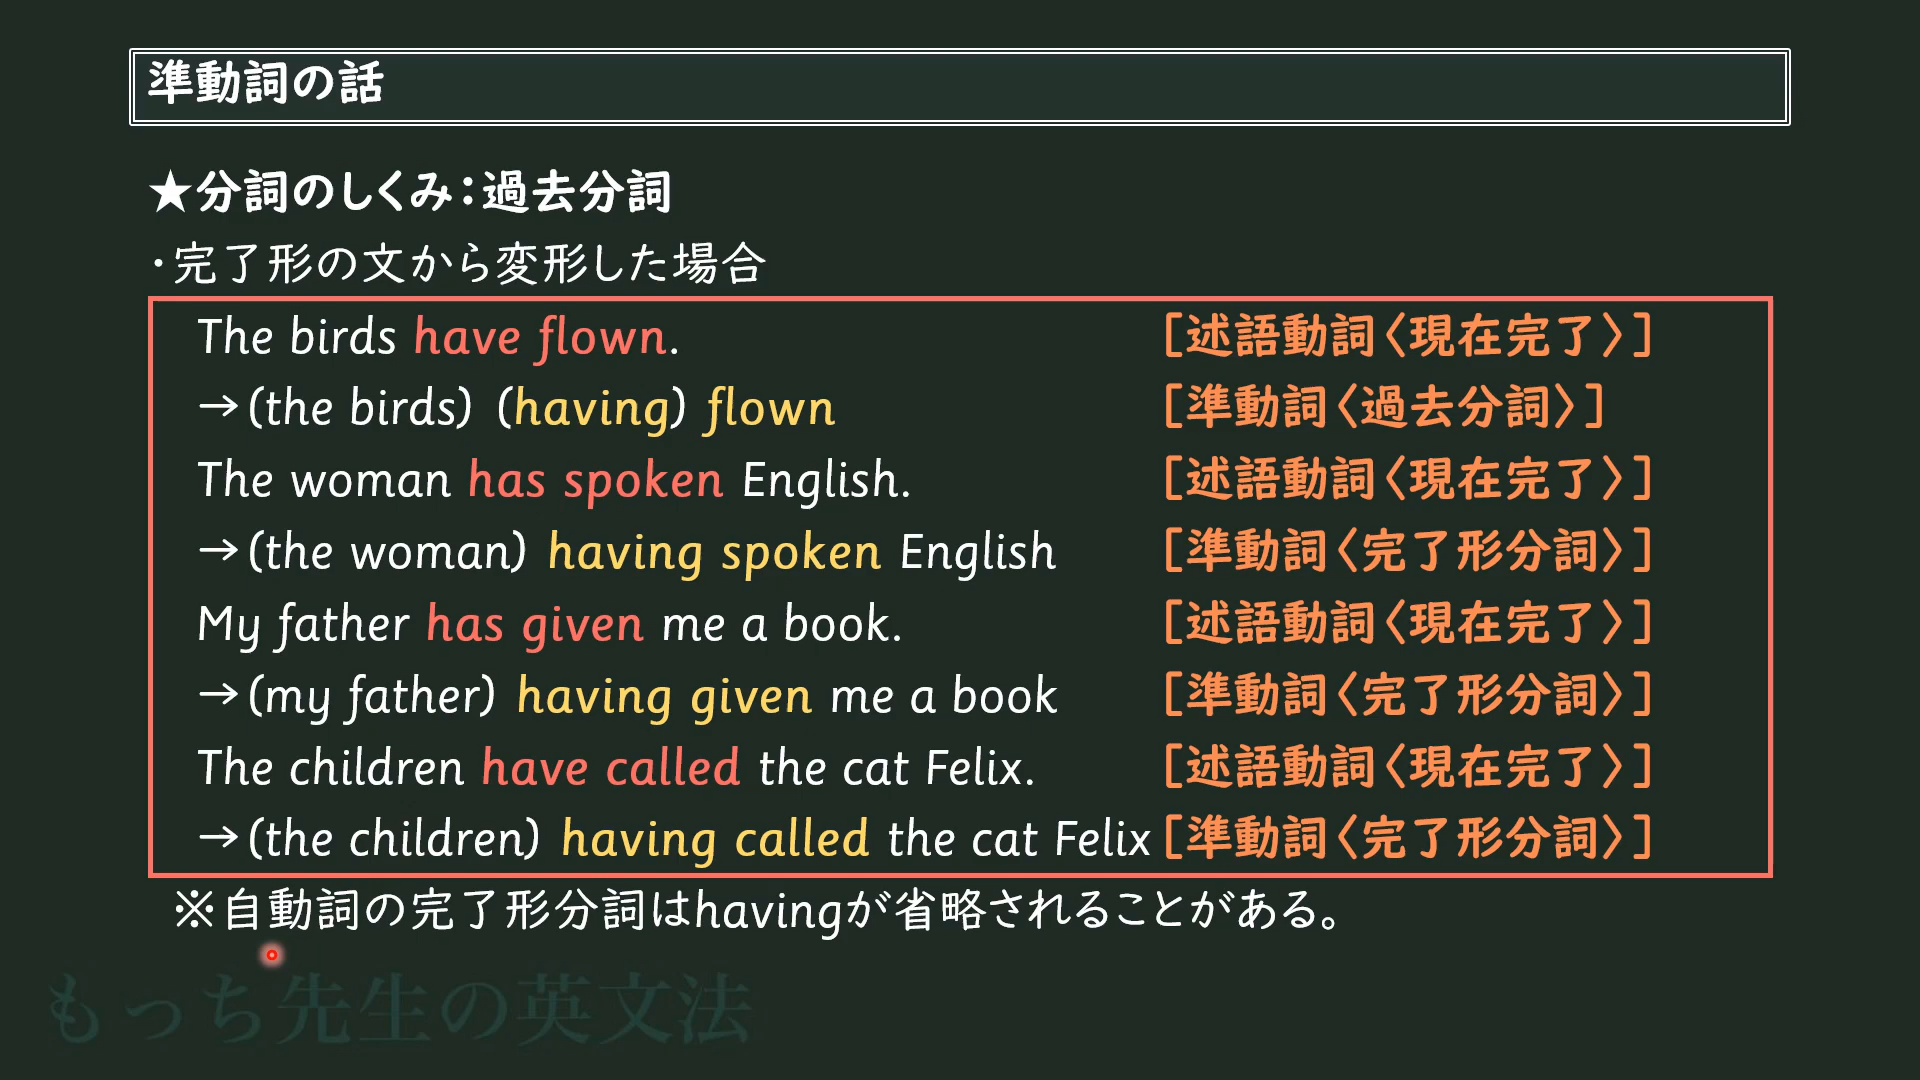 準動詞の話
★分詞のしくみ：過去分詞
・完了形の文から変形した場合
The birds have flown. [述語動詞〈現在完了〉]
→(the birds) (having) flown [準動詞〈過去分詞〉]
The woman has spoken English. [述語動詞〈現在完了〉]
→(the woman) having spoken English [準動詞〈完了形分詞〉]
My father has given me a book. [述語動詞〈現在完了〉]
→(my father) having given me a book [準動詞〈完了形分詞〉]
The children have called the cat Felix. [述語動詞〈現在完了〉]
→(the children) having called the cat Felix [準動詞〈完了形分詞〉]
※自動詞の完了形分詞はhavingが省略されることがある。
もっち先生の英文法